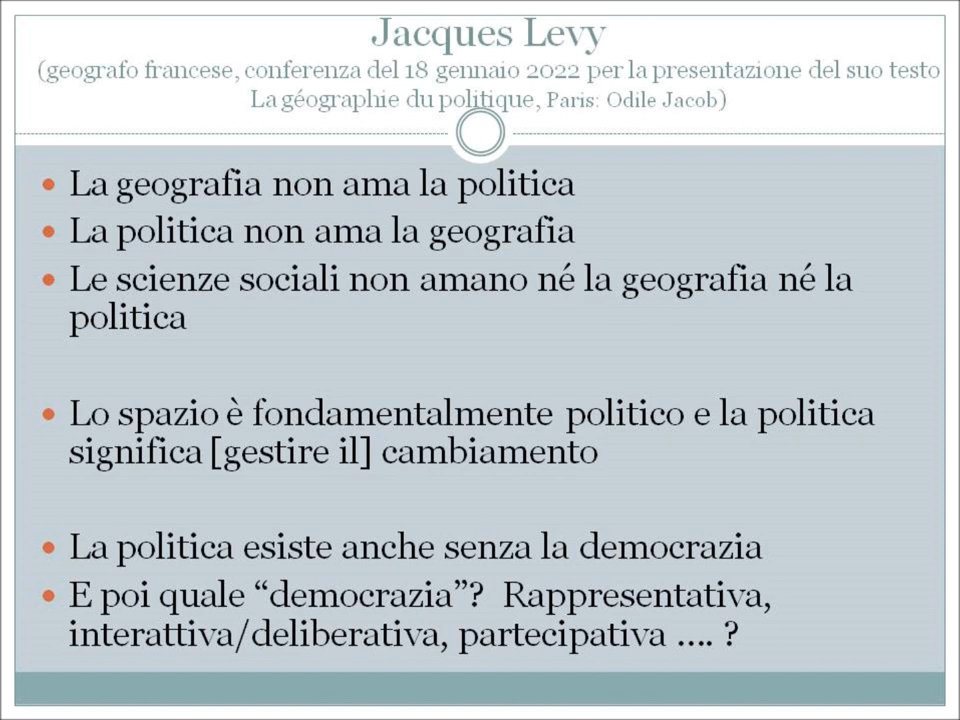 Jacques Levy
(geografo francese, conferenza del 18 gennaio 2022 per la presentazione del suo testo
La géographie du politique, Paris: Odile Jacob)
• La geografia non ama la politica
• La politica non ama la geografia
• Le scienze sociali non amano né la geografia né la
politica
• Lo spazio è fondamentalmente politico e la politica
significa [gestire il] cambiamento
• La politica esiste anche senza la democrazia
• E poi quale “democrazia”? Rappresentativa,
interattiva/deliberativa, partecipativa …. ?